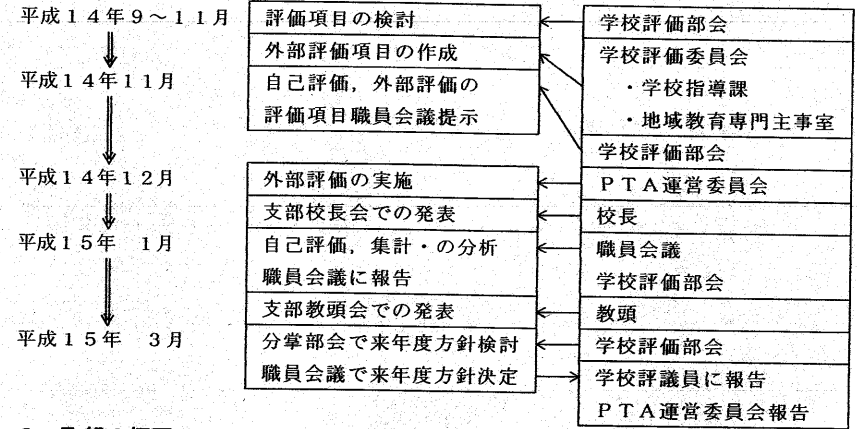 平成14年9～11月
平成14年11月
平成14年12月
平成15年　1月
平成15年　3月
評価項目の検討
外部評価項目の作成
自己評価，外部評価の
評価項目職員会議提示
外部評価の実施
支部校長会での発表
自己評価，集計・の分析
職員会議に報告
支部教頭会での発表
分掌部会で来年度方針検討
職員会議で来年度方針決定
学校評価部会
学校評価委員会
・学校指導課
・地域教育専門主事室
学校評価部会
ＰＴＡ運営委員会
校長
職員会議
学校評価部会
教頭
学校評価部会
学校評議員に報告
ＰＴＡ運営委員会報告